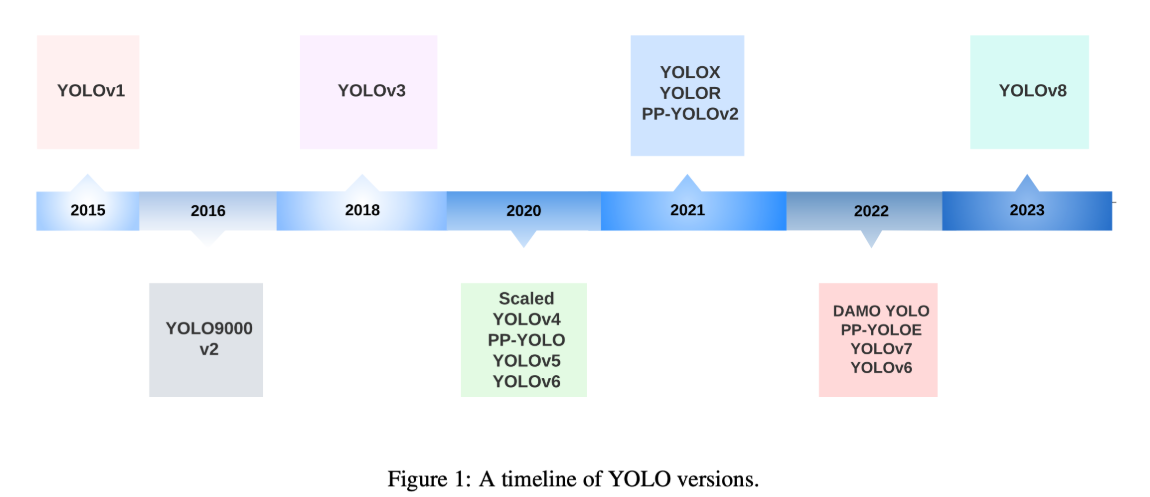 YOLOv1
YOLOv3
YOLOX
YOLOR
PP-YOLOv2
YOLOv8
2015
2016
2018
2020
2021
2022
2023
YOLO9000
v2
Scaled
YOLOv4
PP-YOLO
YOLOv5
YOLOv6
DAMO YOLO
PP-YOLOE
YOLOv7
YOLOv6
Figure 1: A timeline of YOLO versions.